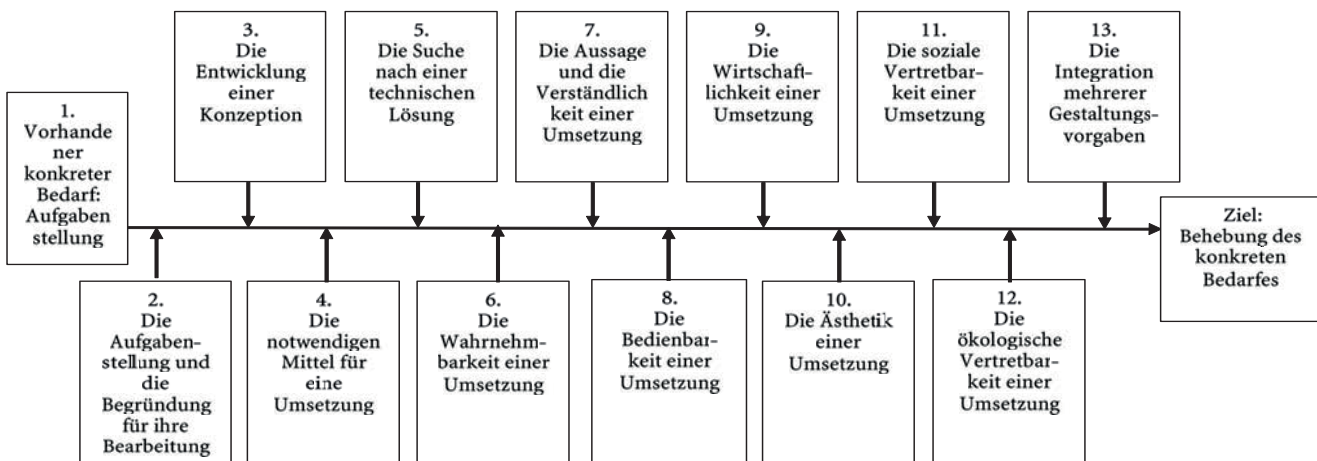 1.
Vorhande
ner
konkreter
Bedarf:
Aufgaben
stellung
2.
Die
Aufgaben-
stellung und
die
Begründung
für ihre
Bearbeitung
3.
Die
Entwicklung
einer
Konzeption
4.
Die
notwendigen
Mittel für
eine
Umsetzung
5.
Die Suche
nach einer
technischen
Lösung
6.
Die
Wahrnehm-
barkeit einer
Umsetzung
7.
Die Aussage
und die
Verständlich
keit einer
Umsetzung
8.
Die
Bedienbar-
keit einer
Umsetzung
9.
Die
Wirtschaft-
lichkeit einer
Umsetzung
10.
Die Ästhetik
einer
Umsetzung
11.
Die soziale
Vertretbar-
keit einer
Umsetzung
12.
Die
ökologische
Vertretbar-
keit einer
Umsetzung
13.
Die
Integration
mehrerer
Gestaltungs-
vorgaben
Ziel:
Behebung des
konkreten
Bedarfes